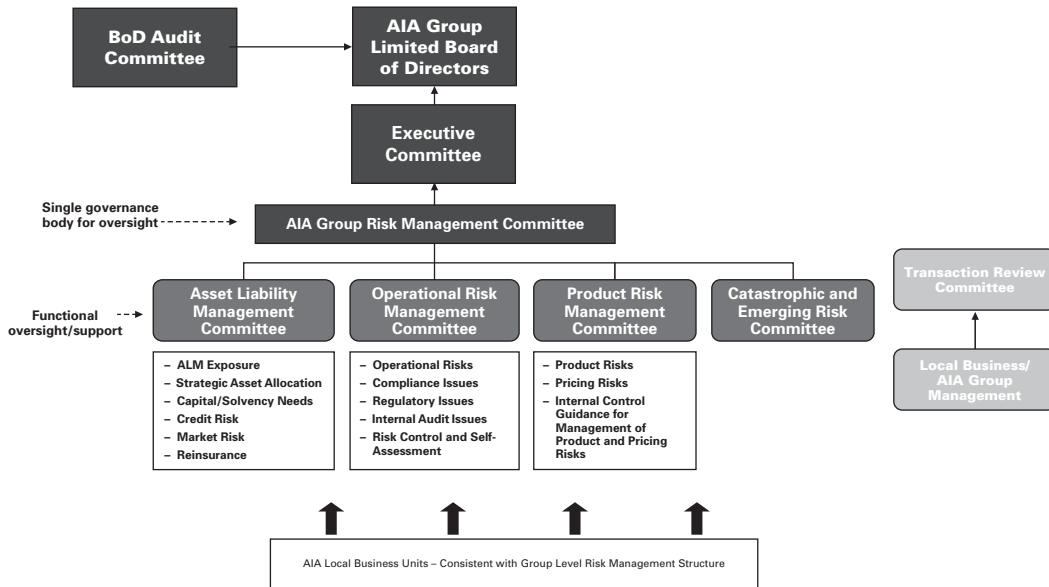 BoD Audit
Committee
AIA Group
Limited Board
of Directors
Executive
Committee
Single governance
body for oversight
AIA Group Risk Management Committee
Functional
oversight/support
Asset Liability
Management
Committee
Operational Risk
Management
Committee
Product Risk
Management
Committee
Catastrophic and
Emerging Risk
Committee
Transaction Review
Committee
Local Business/
AIA Group
Management
– ALM Exposure
– Strategic Asset Allocation
– Capital/Solvency Needs
– Credit Risk
– Market Risk
– Reinsurance
– Operational Risks
– Compliance Issues
– Regulatory Issues
– Internal Audit Issues
– Risk Control and Self-
Assessment
– Product Risks
– Pricing Risks
– Internal Control
Guidance for
Management of
Product and Pricing
Risks
AIA Local Business Units – Consistent with Group Level Risk Management Structure